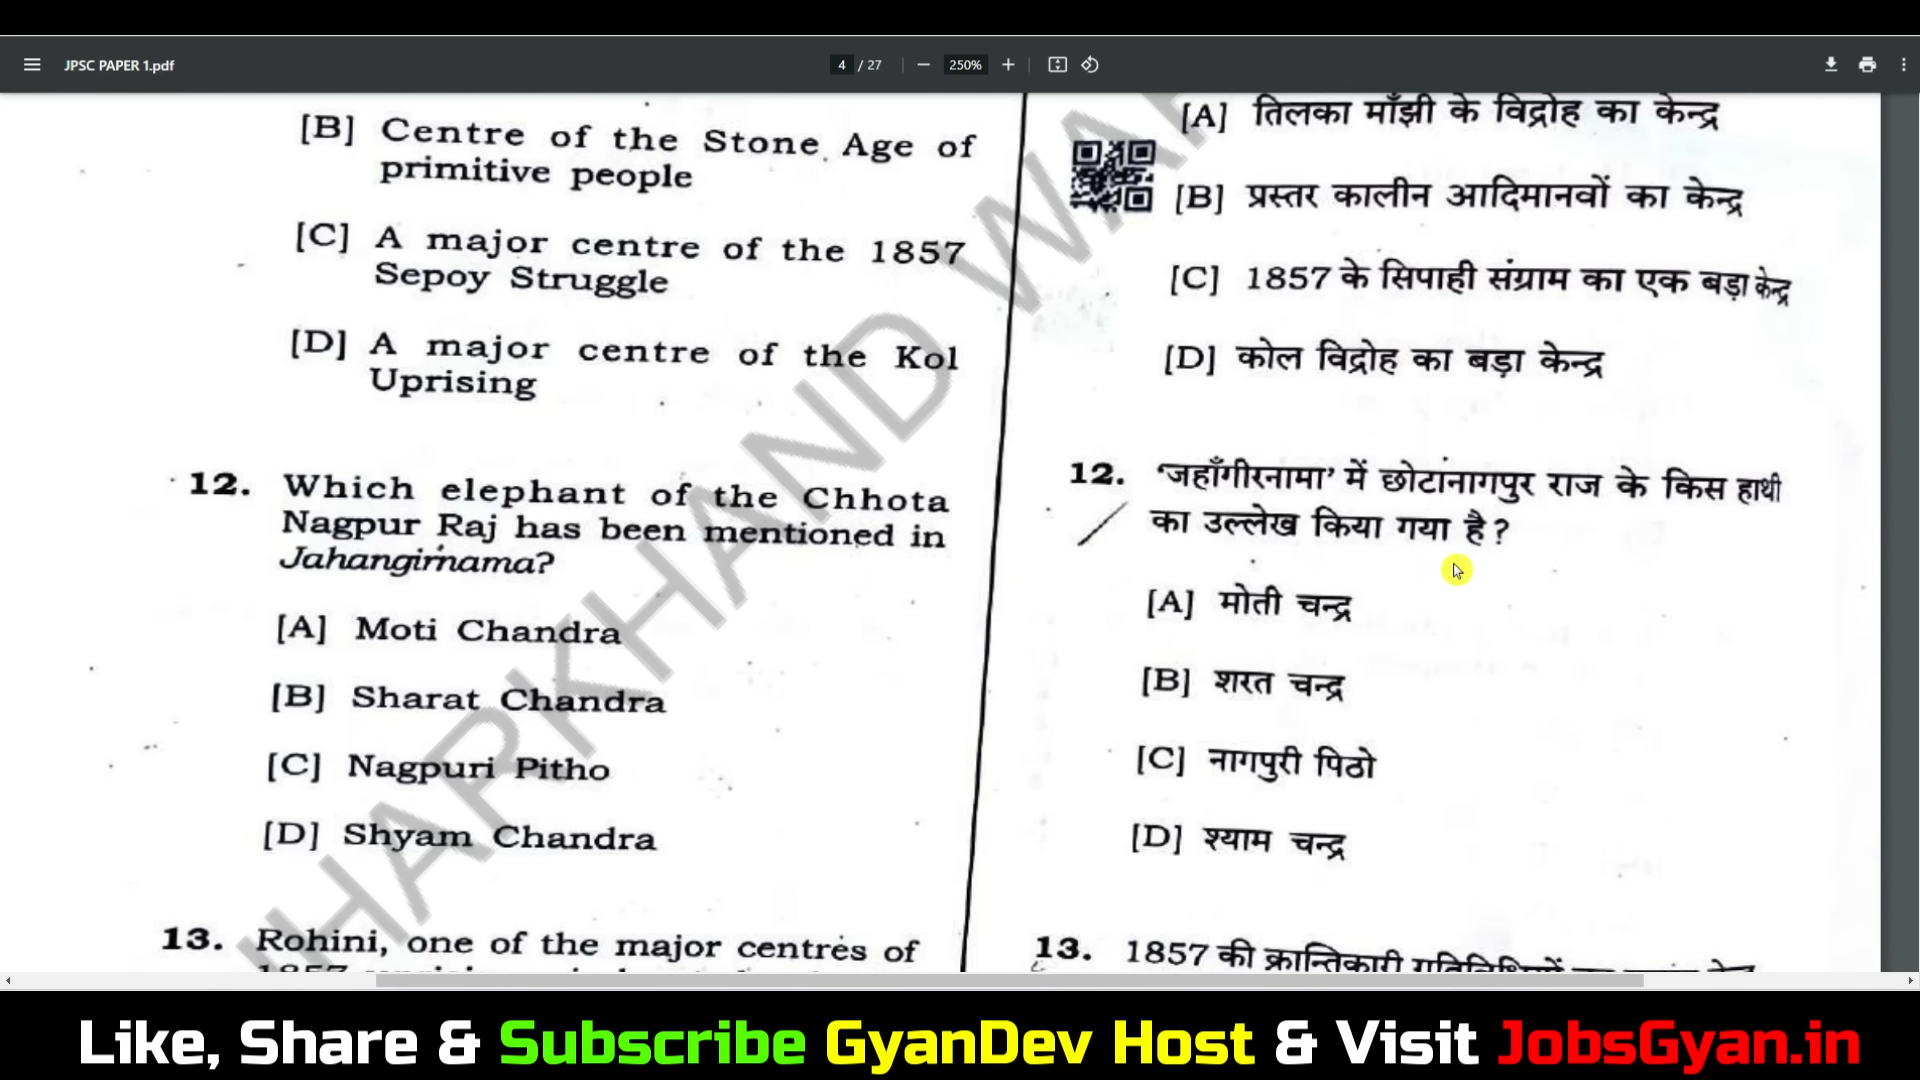 JPSC PAPER 1.pdf
4 / 27
250%
[B] Centre of the Stone Age of
primitive people
[C] A major centre of the 1857
Sepoy Struggle
[D] A major centre of the Kol
Uprising
12. Which elephant of the Chhota
Nagpur Raj has been mentioned in
Jahangirnama?
[A] Moti Chandra
[B] Sharat Chandra
[C] Nagpuri Pitho
[D] Shyam Chandra
13. Rohini, one of the major centres of
[A] तिलका माँझी के विद्रोह का केन्द्र
[B] प्रस्तर कालीन आदिमानवों का केन्द्र
[C] 1857 के सिपाही संग्राम का एक बड़ा केन्द्र
[D] कोल विद्रोह का बड़ा केन्द्र
12. ‘जहाँगीरनामा’ में छोटानागपुर राज के किस हाथी
का उल्लेख किया गया है?
[A] मोती चन्द्र
[B] शरत चन्द्र
[C] नागपुरी पिठो
[D] श्याम चन्द्र
13. 1857 की क्रान्तिकारी गतिविधियों
JHARKHAND
Like, Share & Subscribe GyanDev Host & Visit JobsGyan.in